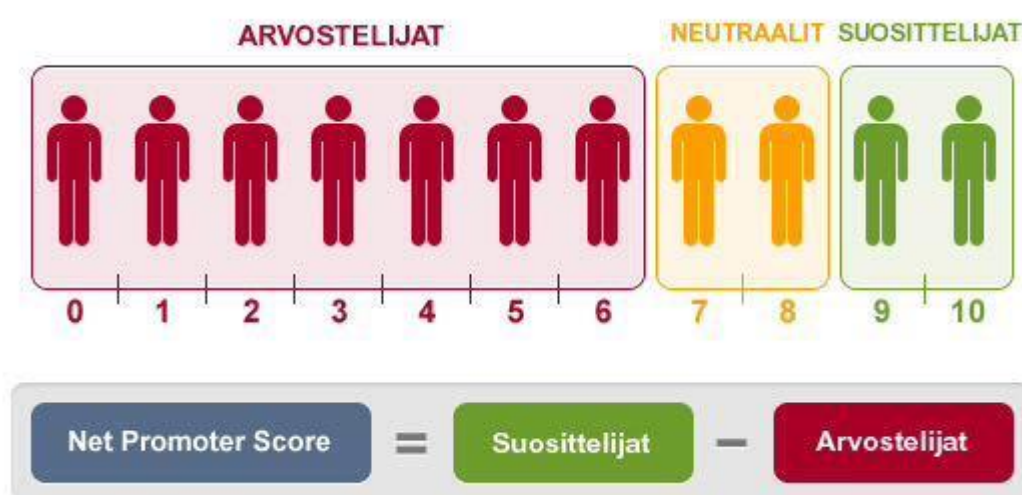 ARVOSTELIJAT NEUTRAALIT SUOSITTELIJAT
0 1 2 3 4 5 6 7 8 9 10
Net Promoter Score = Suosittelijat – Arvostelijat